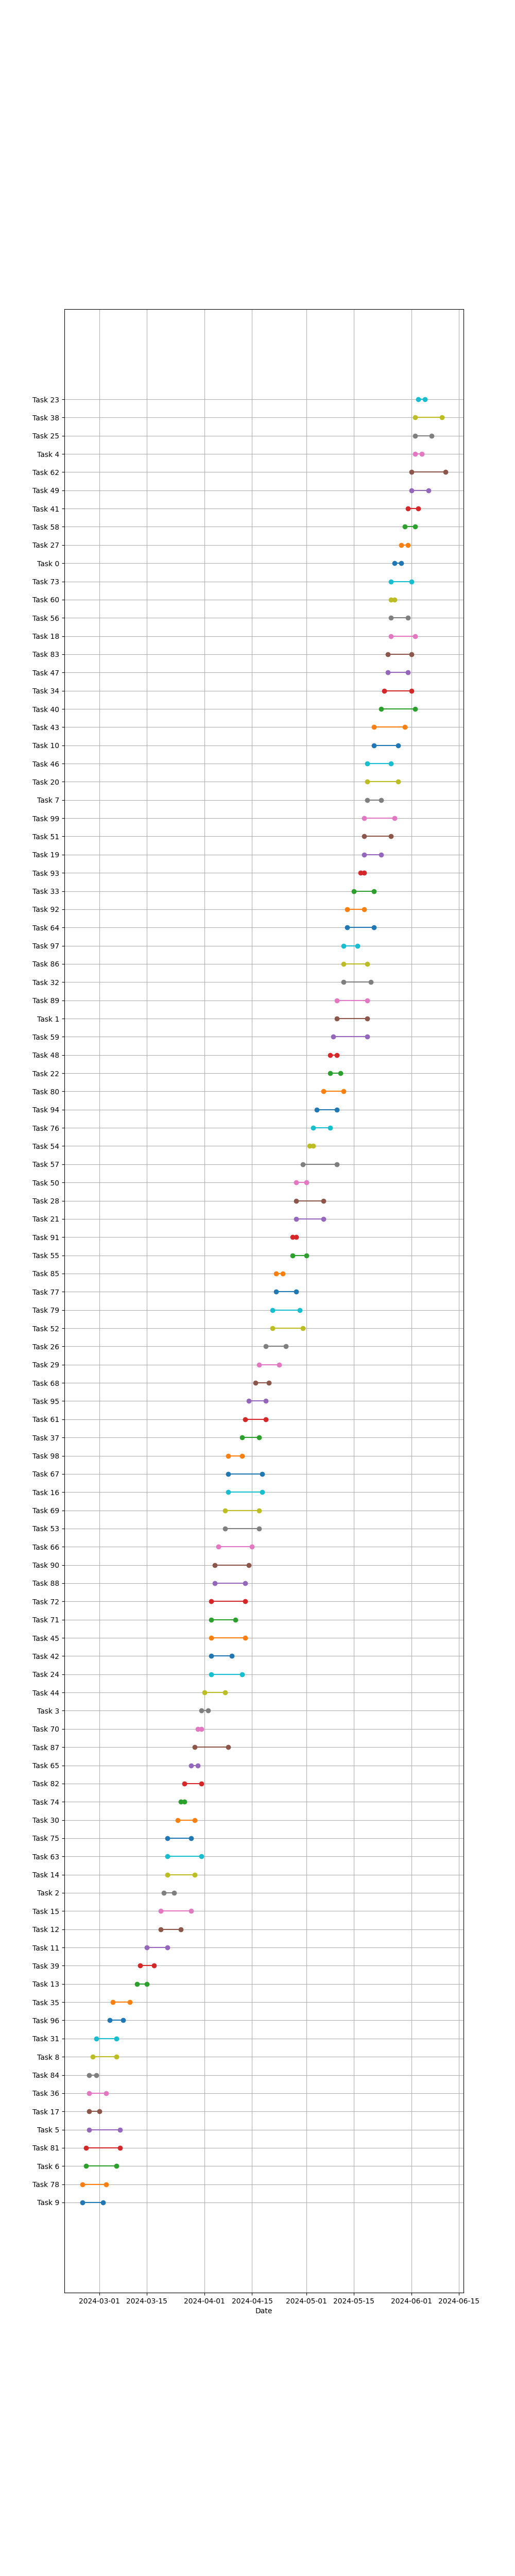 Task 23
Task 38
Task 25
Task 4
Task 62
Task 49
Task 41
Task 58
Task 27
Task 0
Task 73
Task 60
Task 56
Task 18
Task 83
Task 47
Task 34
Task 40
Task 43
Task 10
Task 46
Task 20
Task 7
Task 99
Task 51
Task 19
Task 93
Task 33
Task 92
Task 64
Task 97
Task 86
Task 32
Task 89
Task 1
Task 59
Task 48
Task 22
Task 80
Task 94
Task 76
Task 54
Task 57
Task 50
Task 28
Task 21
Task 91
Task 55
Task 85
Task 77
Task 79
Task 52
Task 26
Task 29
Task 68
Task 95
Task 61
Task 37
Task 98
Task 67
Task 16
Task 69
Task 53
Task 66
Task 90
Task 88
Task 72
Task 71
Task 45
Task 42
Task 24
Task 44
Task 3
Task 70
Task 87
Task 65
Task 82
Task 74
Task 30
Task 75
Task 63
Task 14
Task 2
Task 15
Task 12
Task 11
Task 39
Task 13
Task 35
Task 96
Task 31
Task 8
Task 84
Task 36
Task 17
Task 5
Task 81
Task 6
Task 78
Task 9
2024-03-01 2024-03-15 2024-04-01 2024-04-15 2024-05-01 2024-05-15 2024-06-01 2024-06-15
Date